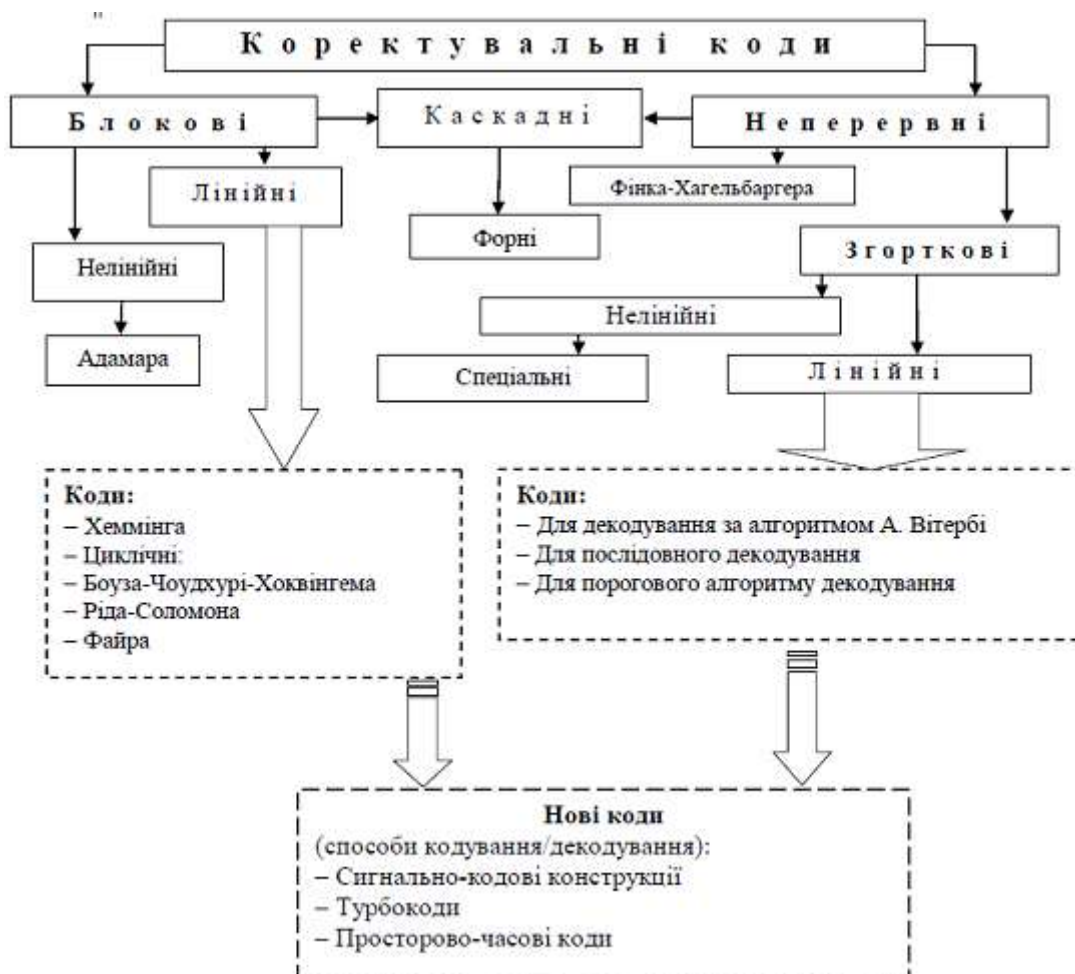 Коректувальні коди
Блокові
Каскадні
Неперервні
Лінійні
Фінка-Хагельбаргера
Форні
Згорткові
Нелінійні
Нелінійні
Адамара
Спеціальні
Лінійні
Коди:
– Хеммінга
– Циклічні:
– Боуза-Чоудхурі-Хоквінгема
– Ріда-Соломона
– Файра
Коди:
– Для декодування за алгоритмом А. Вітербі
– Для послідовного декодування
– Для порогового алгоритму декодування
Нові коди
(способи кодування/декодування):
– Сигнально-кодові конструкції
– Турбокоди
– Просторово-часові коди